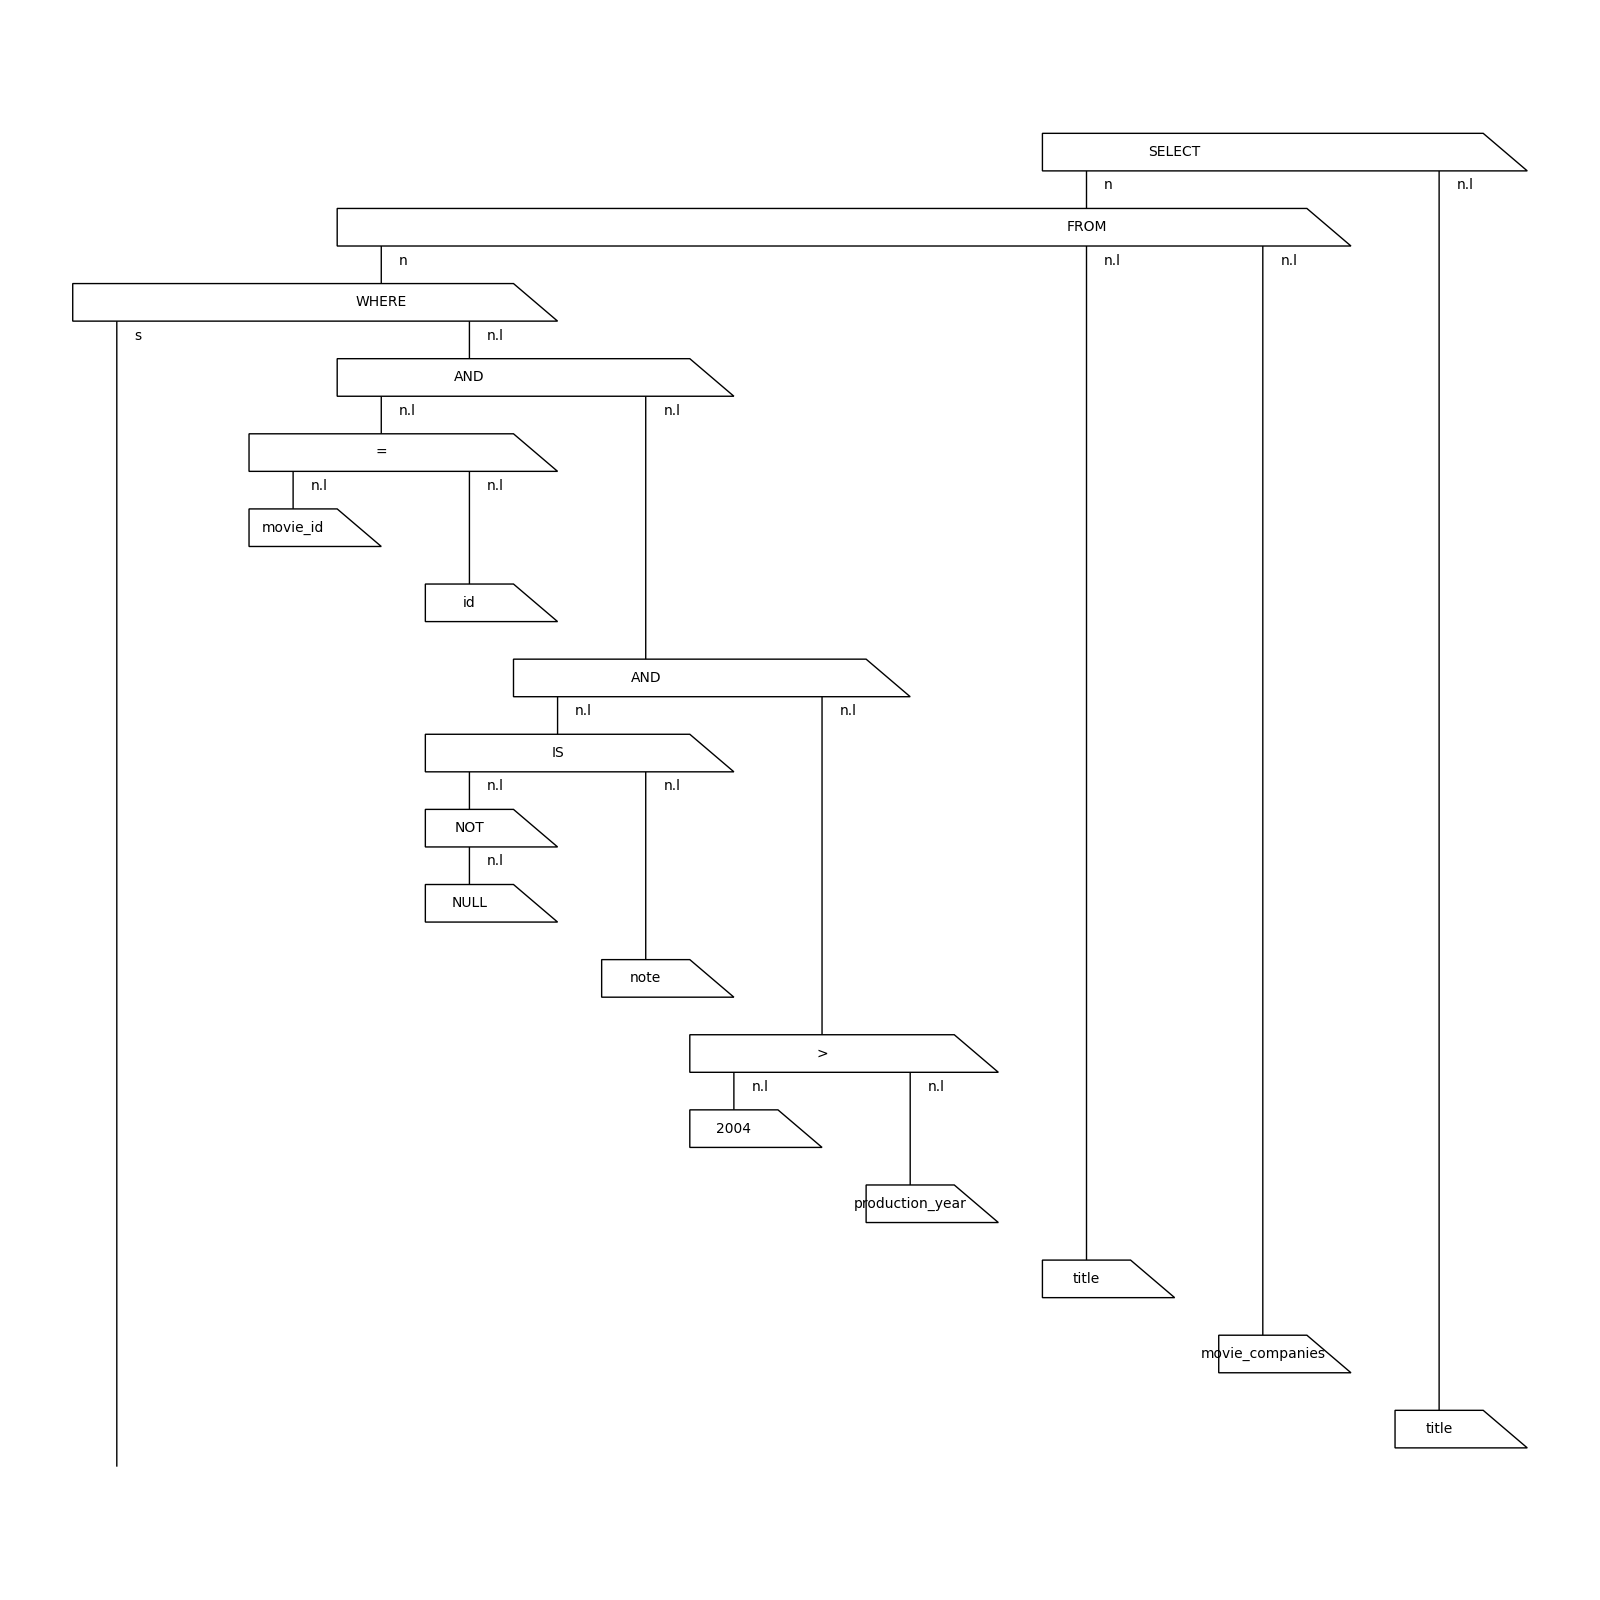 SELECT
n n.l
FROM
n n.l n.l
WHERE
s n.l
AND
n.l n.l
=
n.l n.l
movie_id
id
AND
n.l n.l
IS
n.l n.l
NOT
n.l
NULL
note
>
n.l n.l
2004
production_year
title
movie_companies
title